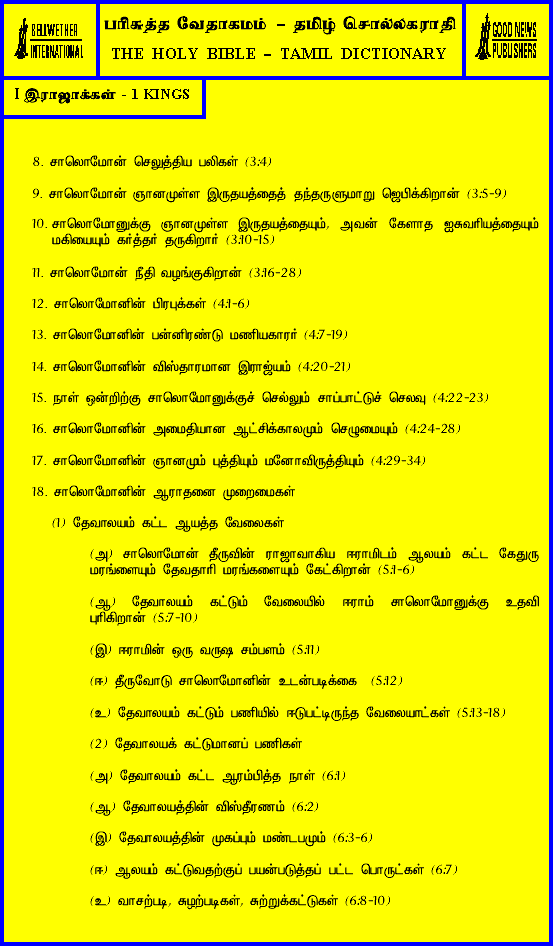 BELLWETHER
INTERNATIONAL
பரிசுத்த வேதாகமம் – தமிழ் சொல்லகராதி
THE HOLY BIBLE – TAMIL DICTIONARY
GOOD NEWS
PUBLISHERS
I இராஜாக்கள் - 1 KINGS
8. சாலொமோன் செலுத்திய பலிகள் (3:4)
9. சாலொமோன் ஞானமுள்ள இருதயத்தைத் தந்தருளுமாறு ஜெபிக்கிறான் (3:5-9)
10. சாலொமோனுக்கு ஞானமுள்ள இருதயத்தையும், அவன் கேளாத ஐசுவரியத்தையும்
மகியையும் கர்த்தர் தருகிறார் (3:10-15)
11. சாலொமோன் நீதி வழங்குகிறான் (3:16-28)
12. சாலொமோனின் பிரபுக்கள் (4:1-6)
13. சாலொமோனின் பன்னிரண்டு மணியகாரர் (4:7-19)
14. சாலொமோனின் விஸ்தாரமான இராஜ்யம் (4:20-21)
15. நாள் ஒன்றிற்கு சாலொமோனுக்குச் செல்லும் சாப்பாட்டுச் செலவு (4:22-23)
16. சாலொமோனின் அமைதியான ஆட்சிக்காலமும் செழுமையும் (4:24-28)
17. சாலொமோனின் ஞானமும் புத்தியும் மனோவிருத்தியும் (4:29-34)
18. சாலொமோனின் ஆராதனை முறைமைகள்
(1) தேவாலயம் கட்ட ஆயத்த வேலைகள்
(அ) சாலொமோன் தீருவின் ராஜாவாகிய ஈராமிடம் ஆலயம் கட்ட கேதுரு
மரங்ளையும் தேவதாரி மரங்களையும் கேட்கிறான் (5:1-6)
(ஆ) தேவாலயம் கட்டும் வேலையில் ஈராம் சாலொமோனுக்கு உதவி
புரிகிறான் (5:7-10)
(இ) ஈராமின் ஒரு வருஷ சம்பளம் (5:11)
(ஈ) தீருவோடு சாலொமோனின் உடன்படிக்கை (5:12)
(உ) தேவாலயம் கட்டும் பணியில் ஈடுபட்டிருந்த வேலையாட்கள் (5:13-18)
(2) தேவாலயக் கட்டுமானப் பணிகள்
(அ) தேவாலயம் கட்ட ஆரம்பித்த நாள் (6:1)
(ஆ) தேவாலயத்தின் விஸ்தீரணம் (6:2)
(இ) தேவாலயத்தின் முகப்பும் மண்டபமும் (6:3-6)
(ஈ) ஆலயம் கட்டுவதற்குப் பயன்படுத்தப் பட்ட பொருட்கள் (6:7)
(உ) வாசற்படி, சுழற்படிகள், சுற்றுக்கட்டுகள் (6:8-10)